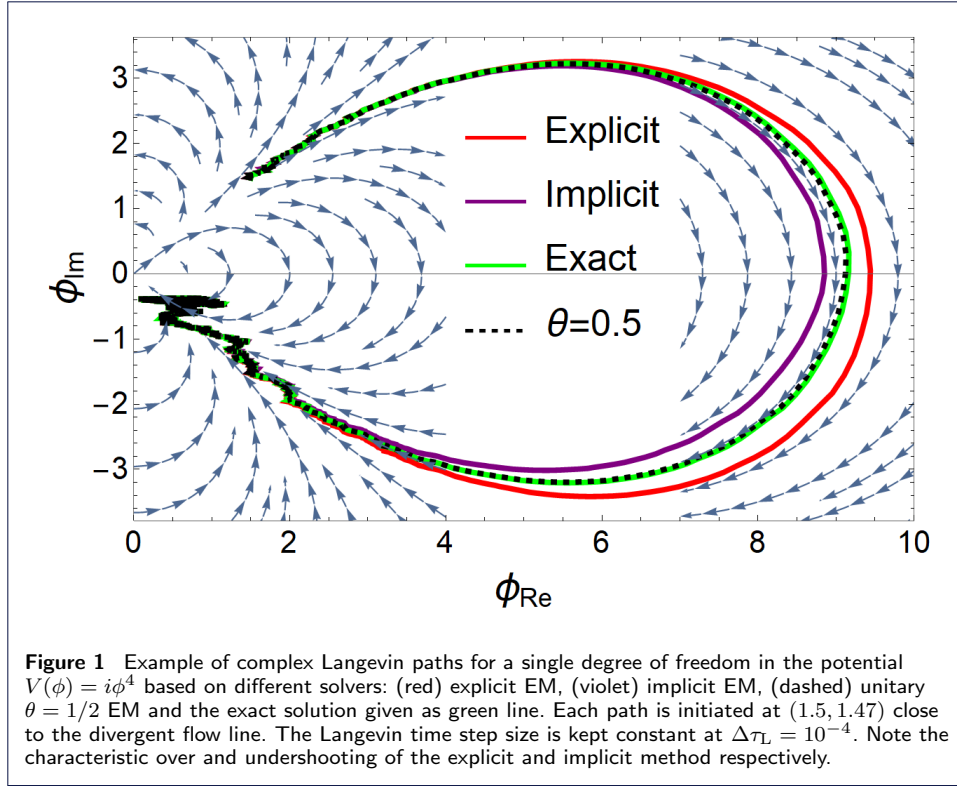 3
2
1
0
−1
−2
−3
ϕIm
Explicit
Implicit
Exact
θ=0.5
0 2 4 6 8 10
ϕRe
Figure 1 Example of complex Langevin paths for a single degree of freedom in the potential
V(ϕ) = iϕ⁴ based on different solvers: (red) explicit EM, (violet) implicit EM, (dashed) unitary
θ = 1/2 EM and the exact solution given as green line. Each path is initiated at (1.5, 1.47) close
to the divergent flow line. The Langevin time step size is kept constant at Δτ_L = 10⁻⁴. Note the
characteristic over and undershooting of the explicit and implicit method respectively.